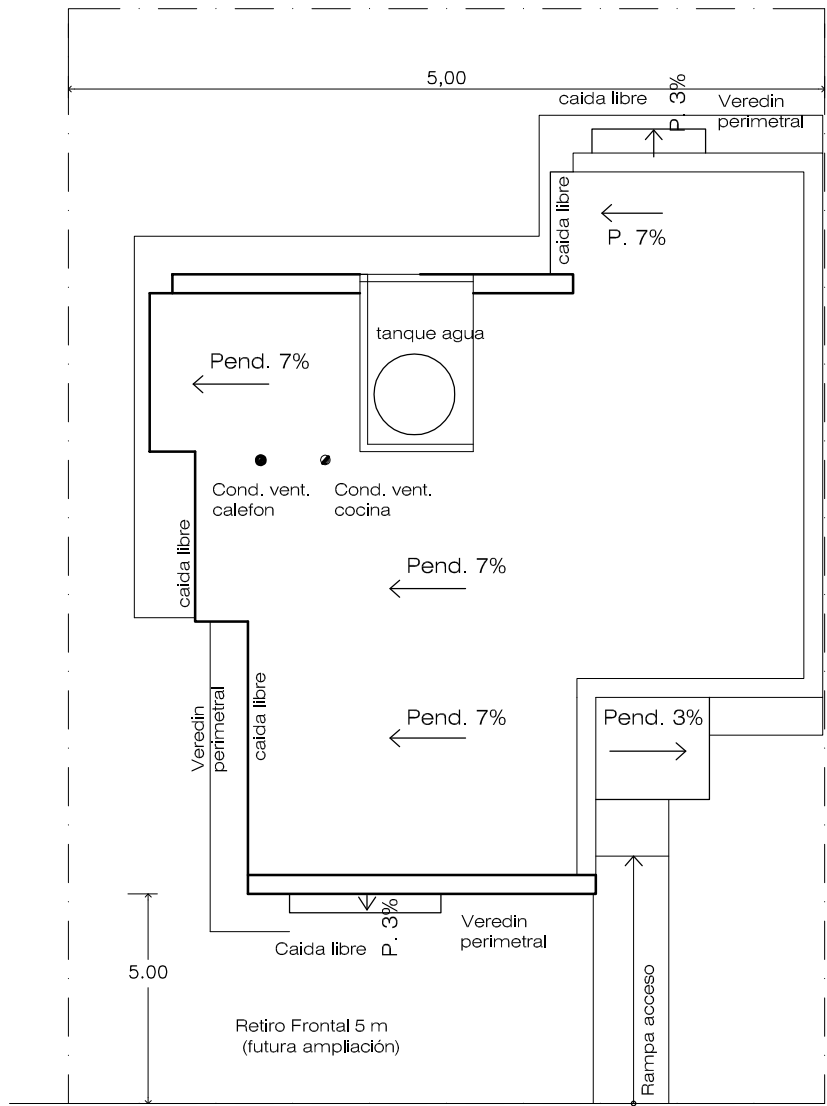 5,00
caida libre
P. 3%
Veredin
perimetral
caida libre
P. 7%
tanque agua
Pend. 7%
Cond. vent.
calefon
Cond. vent.
cocina
caida libre
Pend. 7%
Veredin
perimetral
caida libre
Pend. 7%
Pend. 3%
Caida libre
P. 3%
Veredin
perimetral
5.00
Retiro Frontal 5 m
(futura ampliación)
Rampa acceso